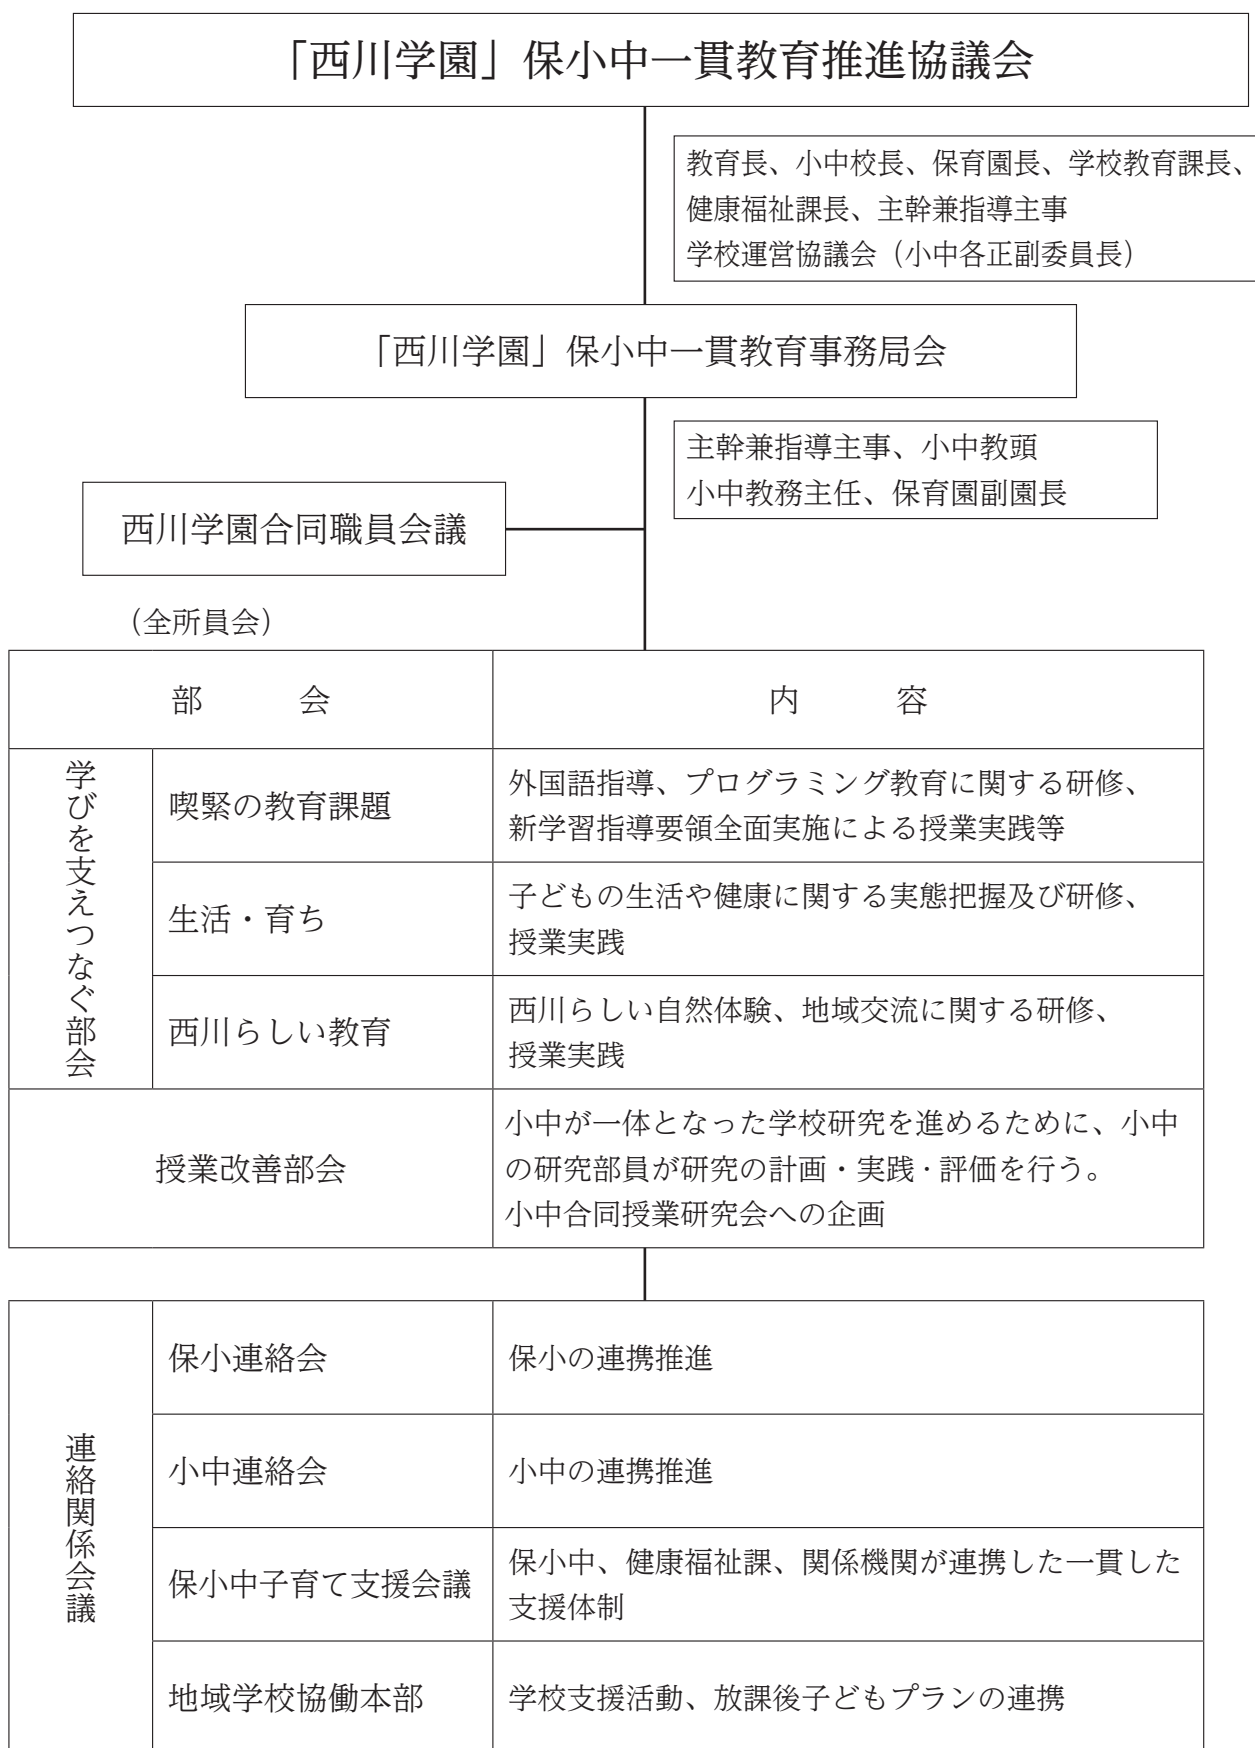 「西川学園」保小中一貫教育推進協議会
教育長、小中校長、保育園長、学校教育課長、
健康福祉課長、主幹兼指導主事
学校運営協議会（小中各正副委員長）
「西川学園」保小中一貫教育事務局会
主幹兼指導主事、小中教頭
小中教務主任、保育園副園長
西川学園合同職員会議
（全所員会）
部　会
内　容
学びを支えつなぐ部会
喫緊の教育課題
外国語指導、プログラミング教育に関する研修、
新学習指導要領全面実施による授業実践等
生活・育ち
子どもの生活や健康に関する実態把握及び研修、
授業実践
西川らしい教育
西川らしい自然体験、地域交流に関する研修、
授業実践
授業改善部会
小中が一体となった学校研究を進めるために、小中
の研究部員が研究の計画・実践・評価を行う。
小中合同授業研究会への企画
連絡関係会議
保小連絡会
保小の連携推進
小中連絡会
小中の連携推進
保小中子育て支援会議
保小中、健康福祉課、関係機関が連携した一貫した
支援体制
地域学校協働本部
学校支援活動、放課後子どもプランの連携